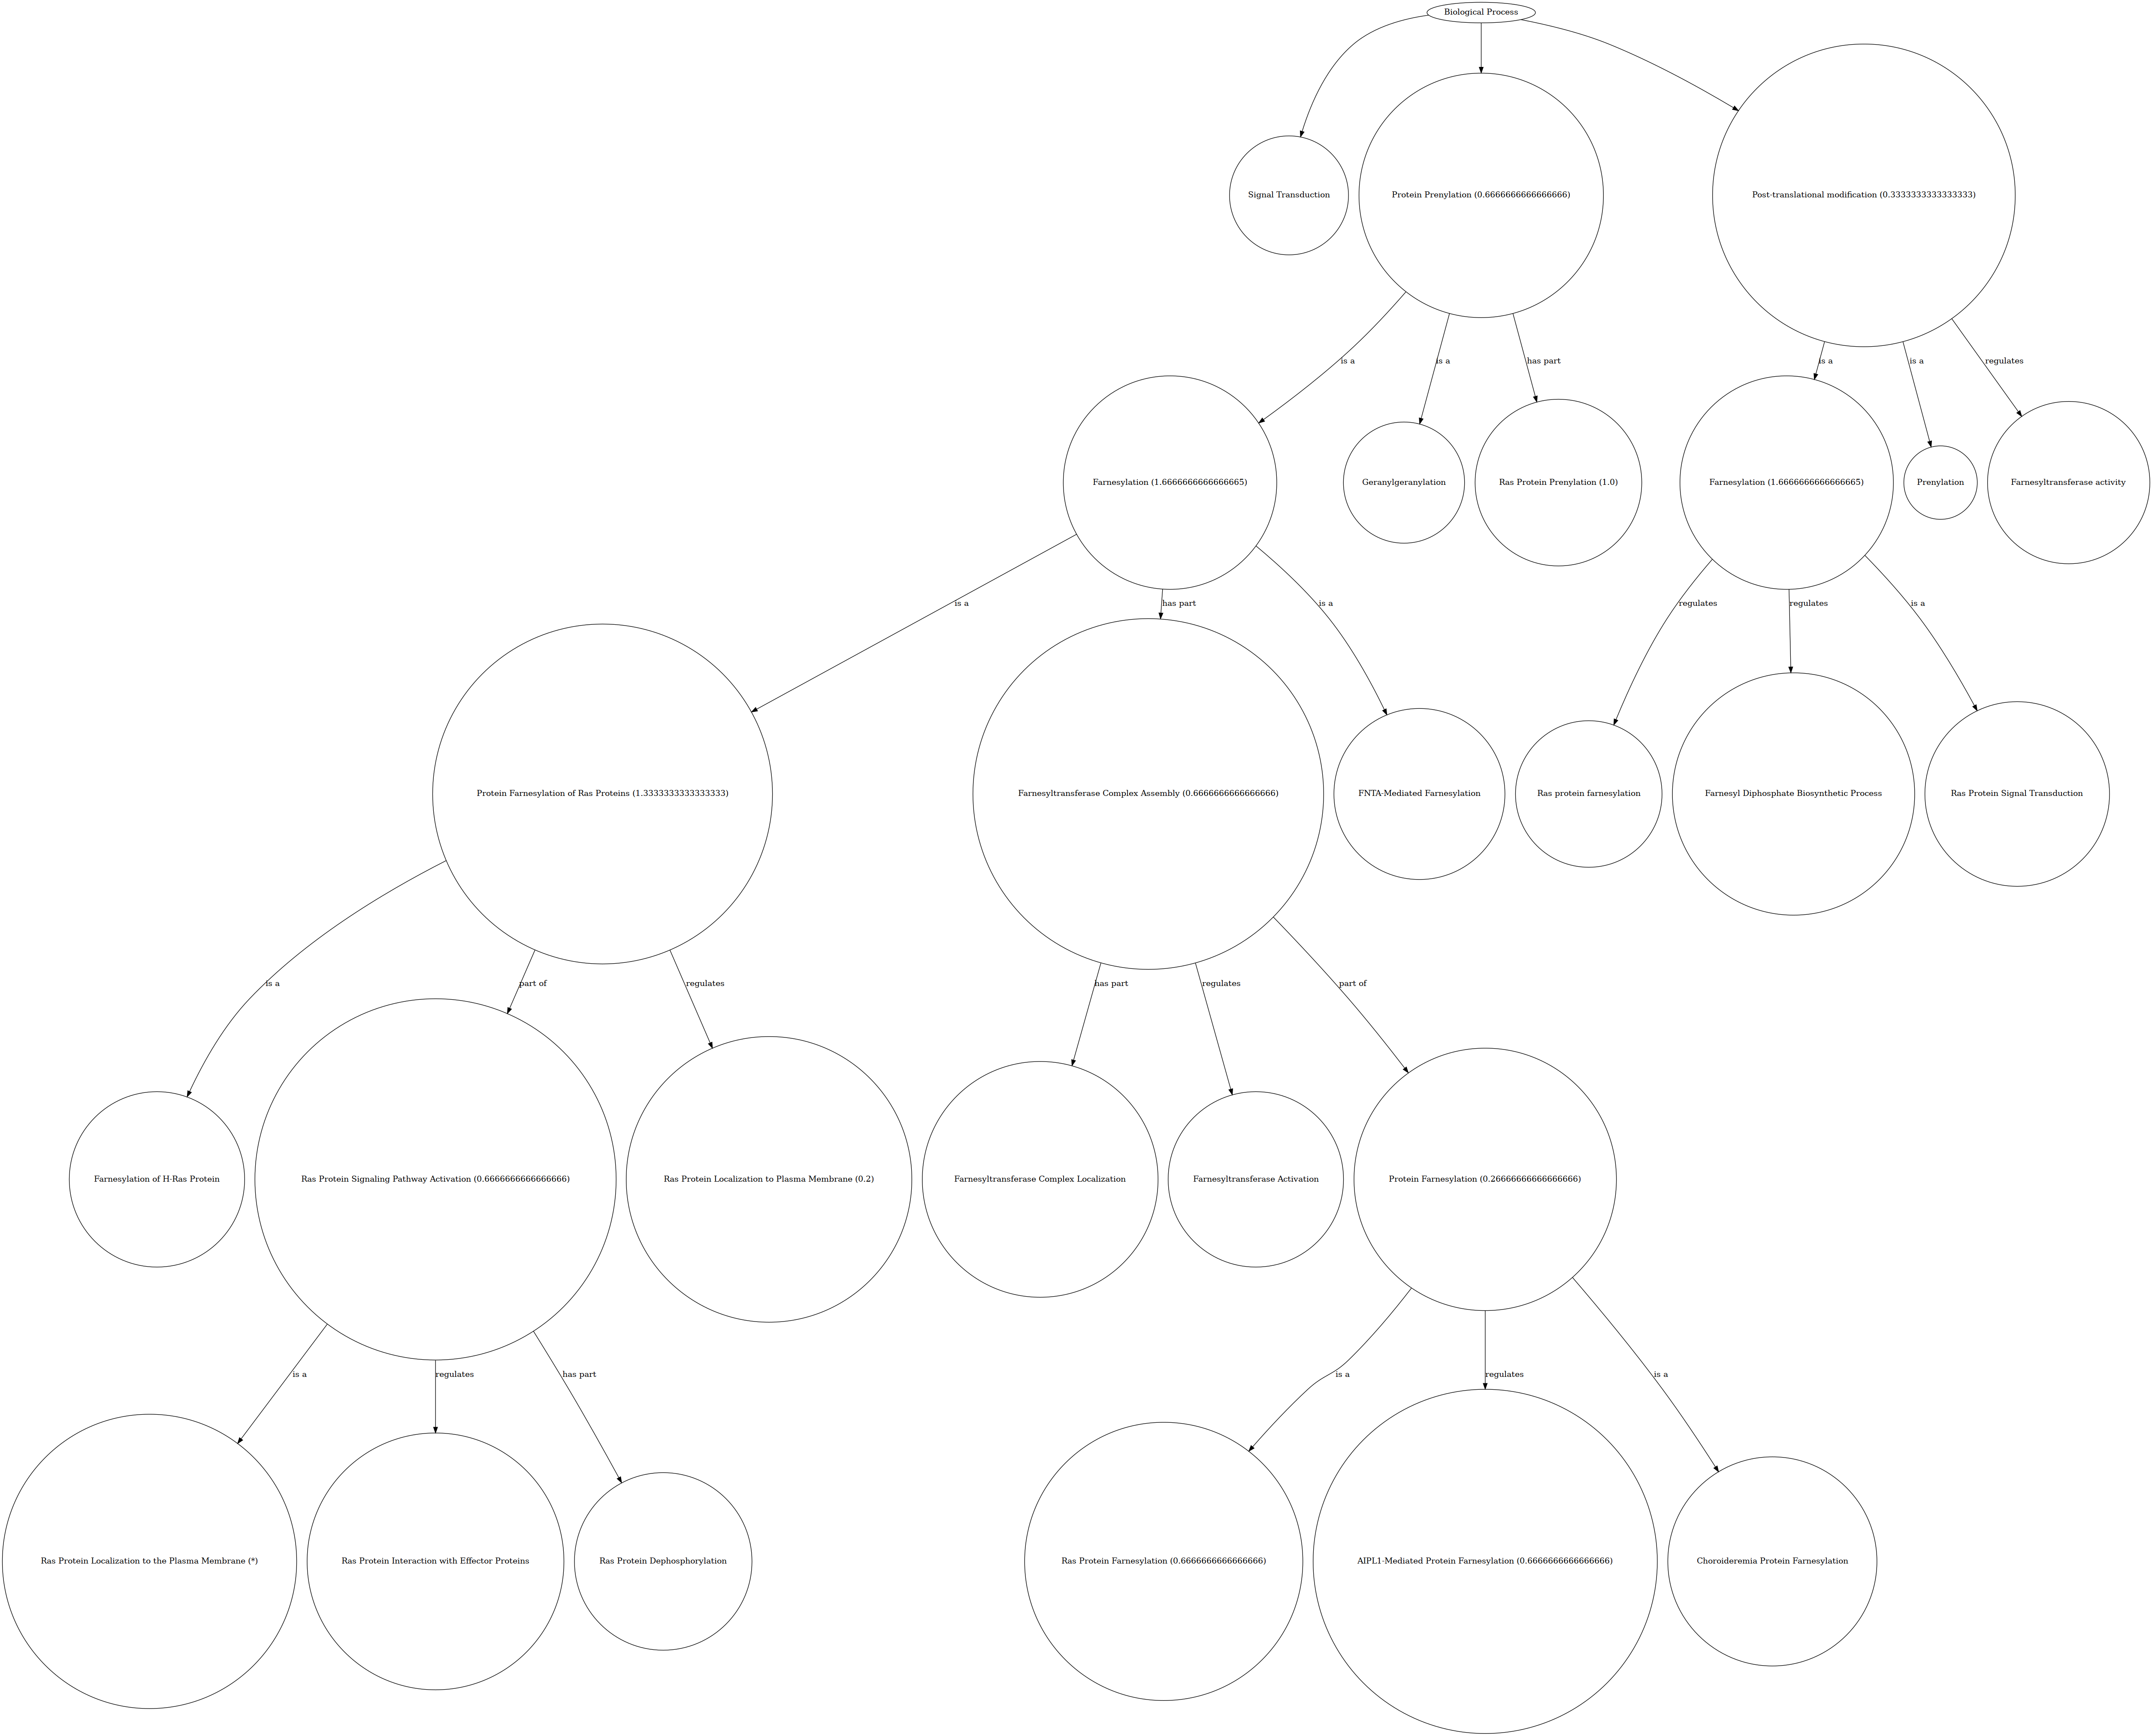 Biological Process
Signal Transduction
Protein Prenylation (0.6666666666666666)
Post-translational modification (0.3333333333333333)
is a
is a
has part
is a
is a
regulates
Farnesylation (1.6666666666666665)
Geranylgeranylation
Ras Protein Prenylation (1.0)
Farnesylation (1.6666666666666665)
Prenylation
Farnesyltransferase activity
is a
has part
is a
regulates
regulates
is a
Protein Farnesylation of Ras Proteins (1.3333333333333333)
Farnesyltransferase Complex Assembly (0.6666666666666666)
FNTA-Mediated Farnesylation
Ras protein farnesylation
Farnesyl Diphosphate Biosynthetic Process
Ras Protein Signal Transduction
is a
part of
regulates
has part
regulates
part of
Farnesylation of H-Ras Protein
Ras Protein Signaling Pathway Activation (0.6666666666666666)
Ras Protein Localization to Plasma Membrane (0.2)
Farnesyltransferase Complex Localization
Farnesyltransferase Activation
Protein Farnesylation (0.26666666666666666)
is a
regulates
has part
is a
regulates
is a
Ras Protein Localization to the Plasma Membrane (*)
Ras Protein Interaction with Effector Proteins
Ras Protein Dephosphorylation
Ras Protein Farnesylation (0.6666666666666666)
AIPL1-Mediated Protein Farnesylation (0.6666666666666666)
Choroideremia Protein Farnesylation